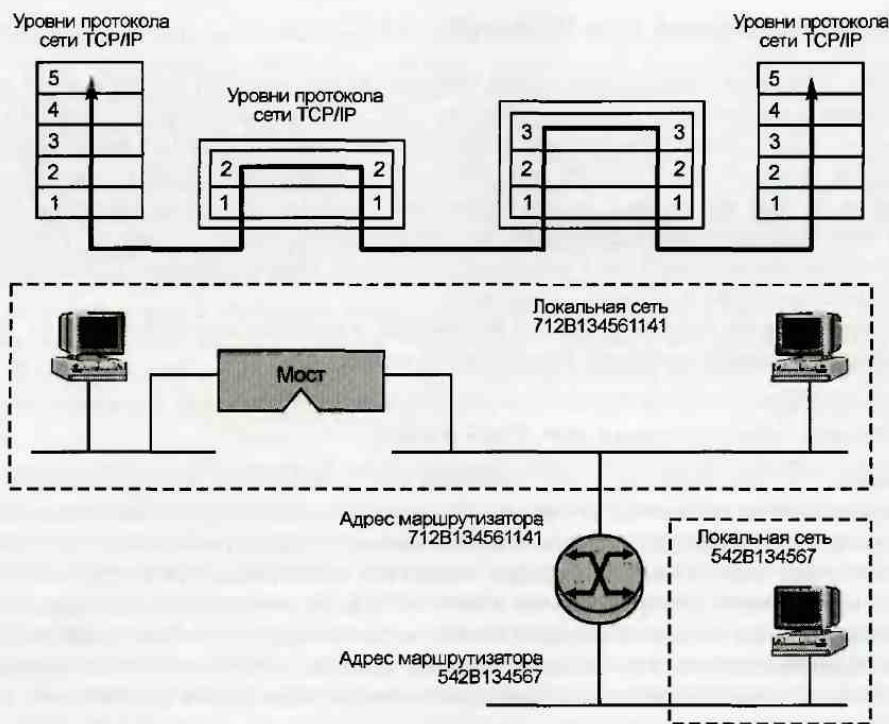 Уровни протокола
сети TCP/IP
5
4
3
2
1
Уровни протокола
сети TCP/IP
2 2
1 1
3 3
2 2
1 1
Уровни протокола
сети TCP/IP
5
4
3
2
1
Локальная сеть
712B134561141
Мост
Адрес маршрутизатора
712B134561141
Локальная сеть
542B134567
Адрес маршрутизатора
542B134567